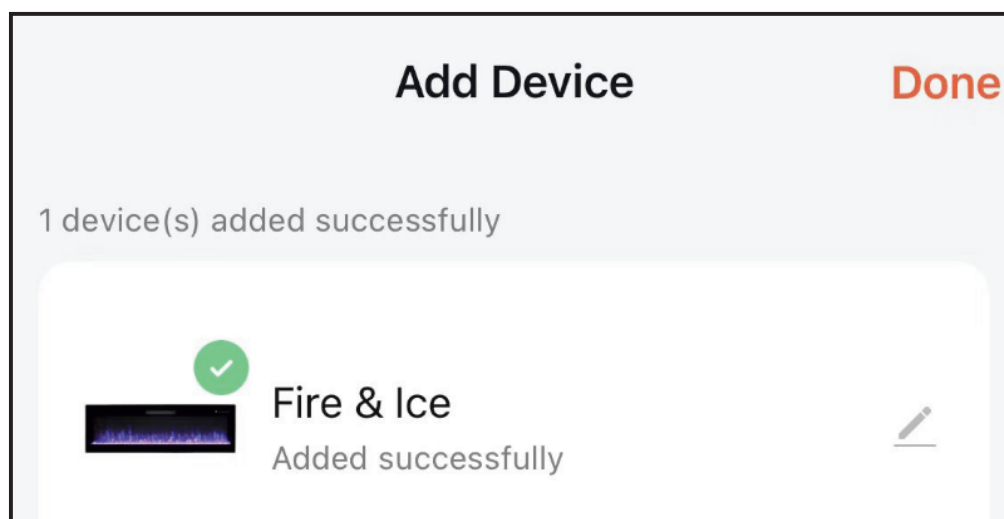 Add Device
Done
1 device(s) added successfully
Fire & Ice
Added successfully